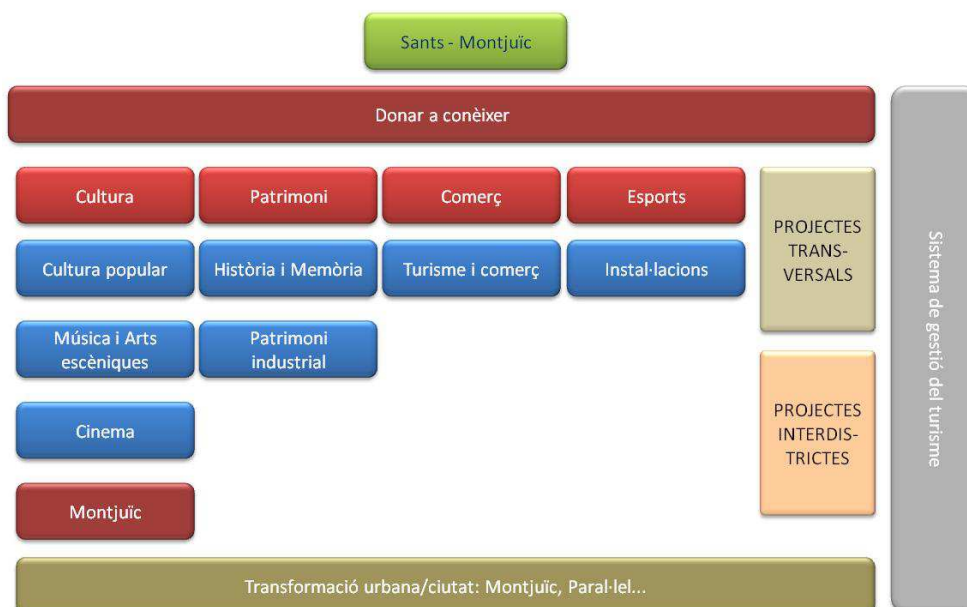 Sants - Montjuïc
Donar a conèixer
Cultura
Patrimoni
Comerç
Esports
Cultura popular
Història i Memòria
Turisme i comerç
Instal·lacions
Música i Arts
escèniques
Patrimoni
industrial
Cinema
Montjuïc
PROJECTES
TRANS-
VERSALS
PROJECTES
INTERDIS-
TRICTES
Sistema de gestió del turisme
Transformació urbana/ciutat: Montjuïc, Paral·lel...